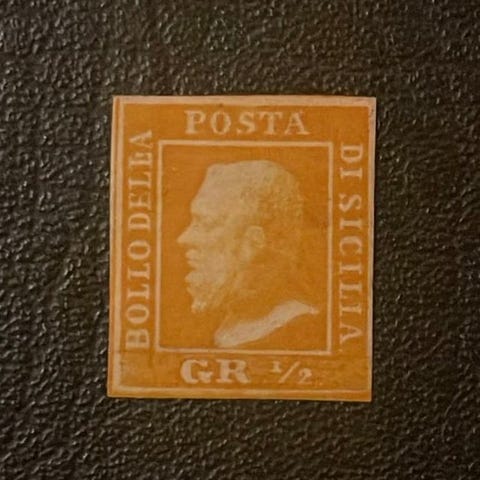 BOLLO DELLA
POSTA
DI SICILIA
GR ½